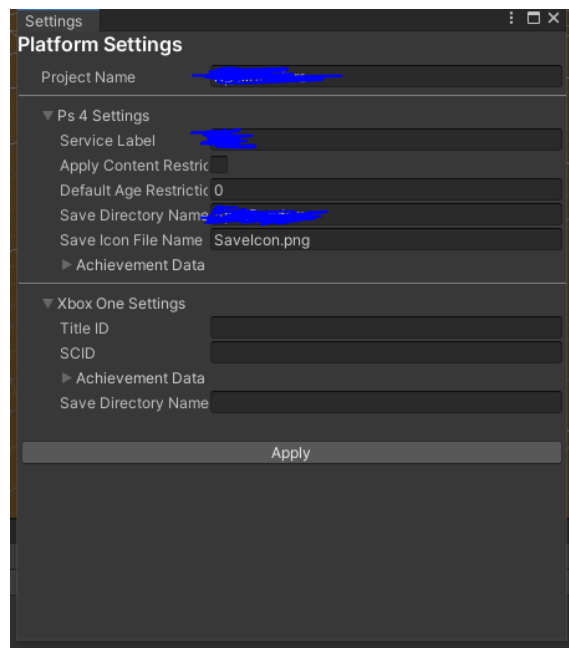 Settings
Platform Settings
Project Name
Ps 4 Settings
Service Label
Apply Content Restric
Default Age Restrictic 0
Save Directory Name
Save Icon File Name SaveIcon.png
Achievement Data
Xbox One Settings
Title ID
SCID
Achievement Data
Save Directory Name
Apply